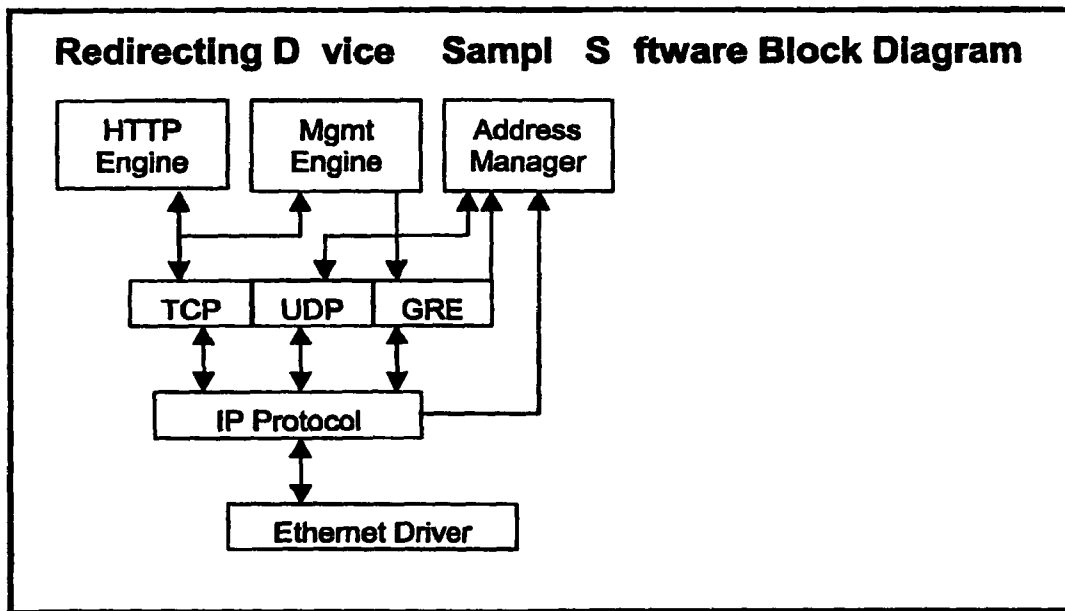 Redirecting D vice Sampl S ftware Block Diagram
HTTP
Engine
Mgmt
Engine
Address
Manager
TCP
UDP
GRE
IP Protocol
Ethernet Driver